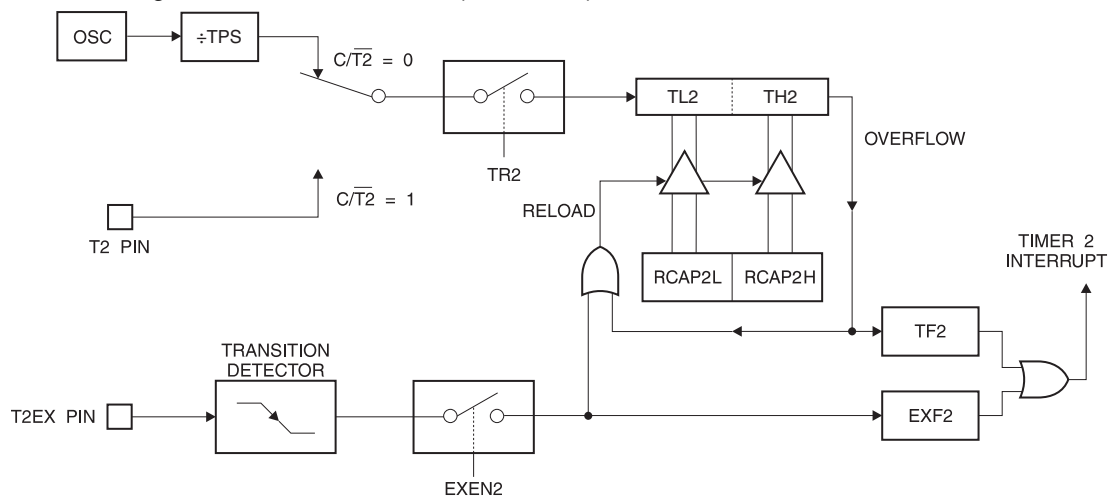 OSC
÷TPS
C/T2 = 0
TL2
TH2
OVERFLOW
TR2
C/T2 = 1
RELOAD
T2 PIN
TIMER 2
INTERRUPT
RCAP2L
RCAP2H
TF2
TRANSITION
DETECTOR
T2EX PIN
EXF2
EXEN2